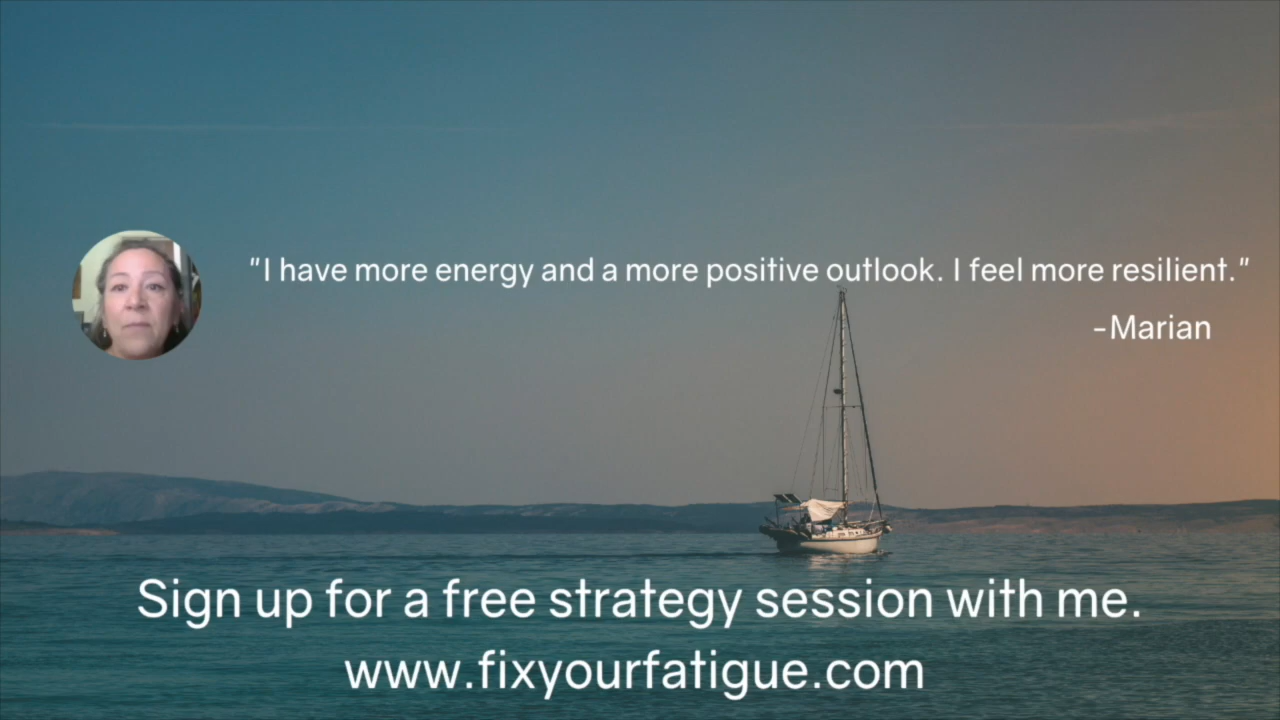 "I have more energy and a more positive outlook. I feel more resilient."
-Marian
Sign up for a free strategy session with me.
www.fixyourfatigue.com